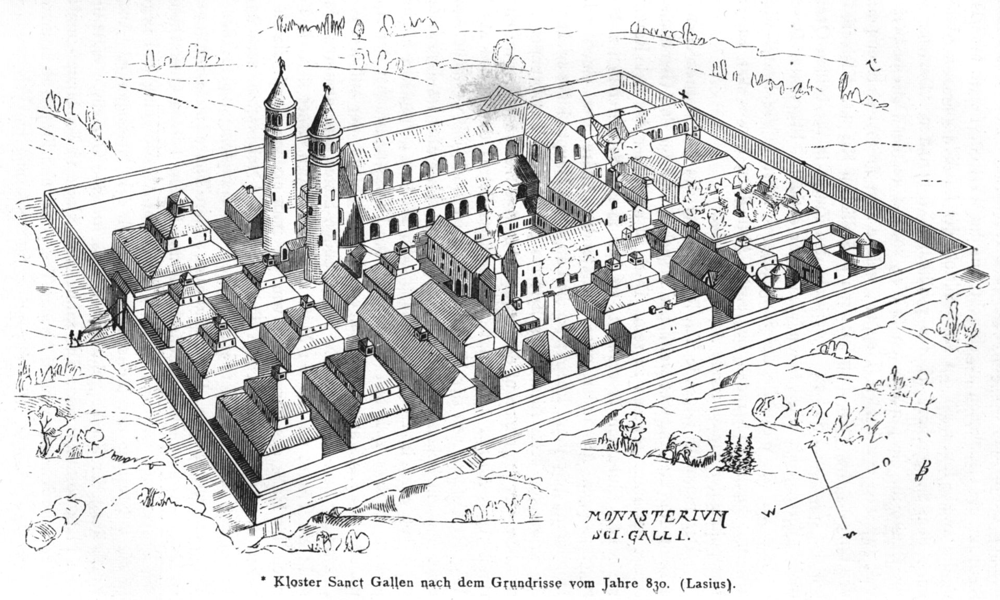 N
O
B
W
S
MONASTERIVM
SCI. GALLI.
* Kloster Sanct Gallen nach dem Grundrisse vom Jahre 830. (Lasius).